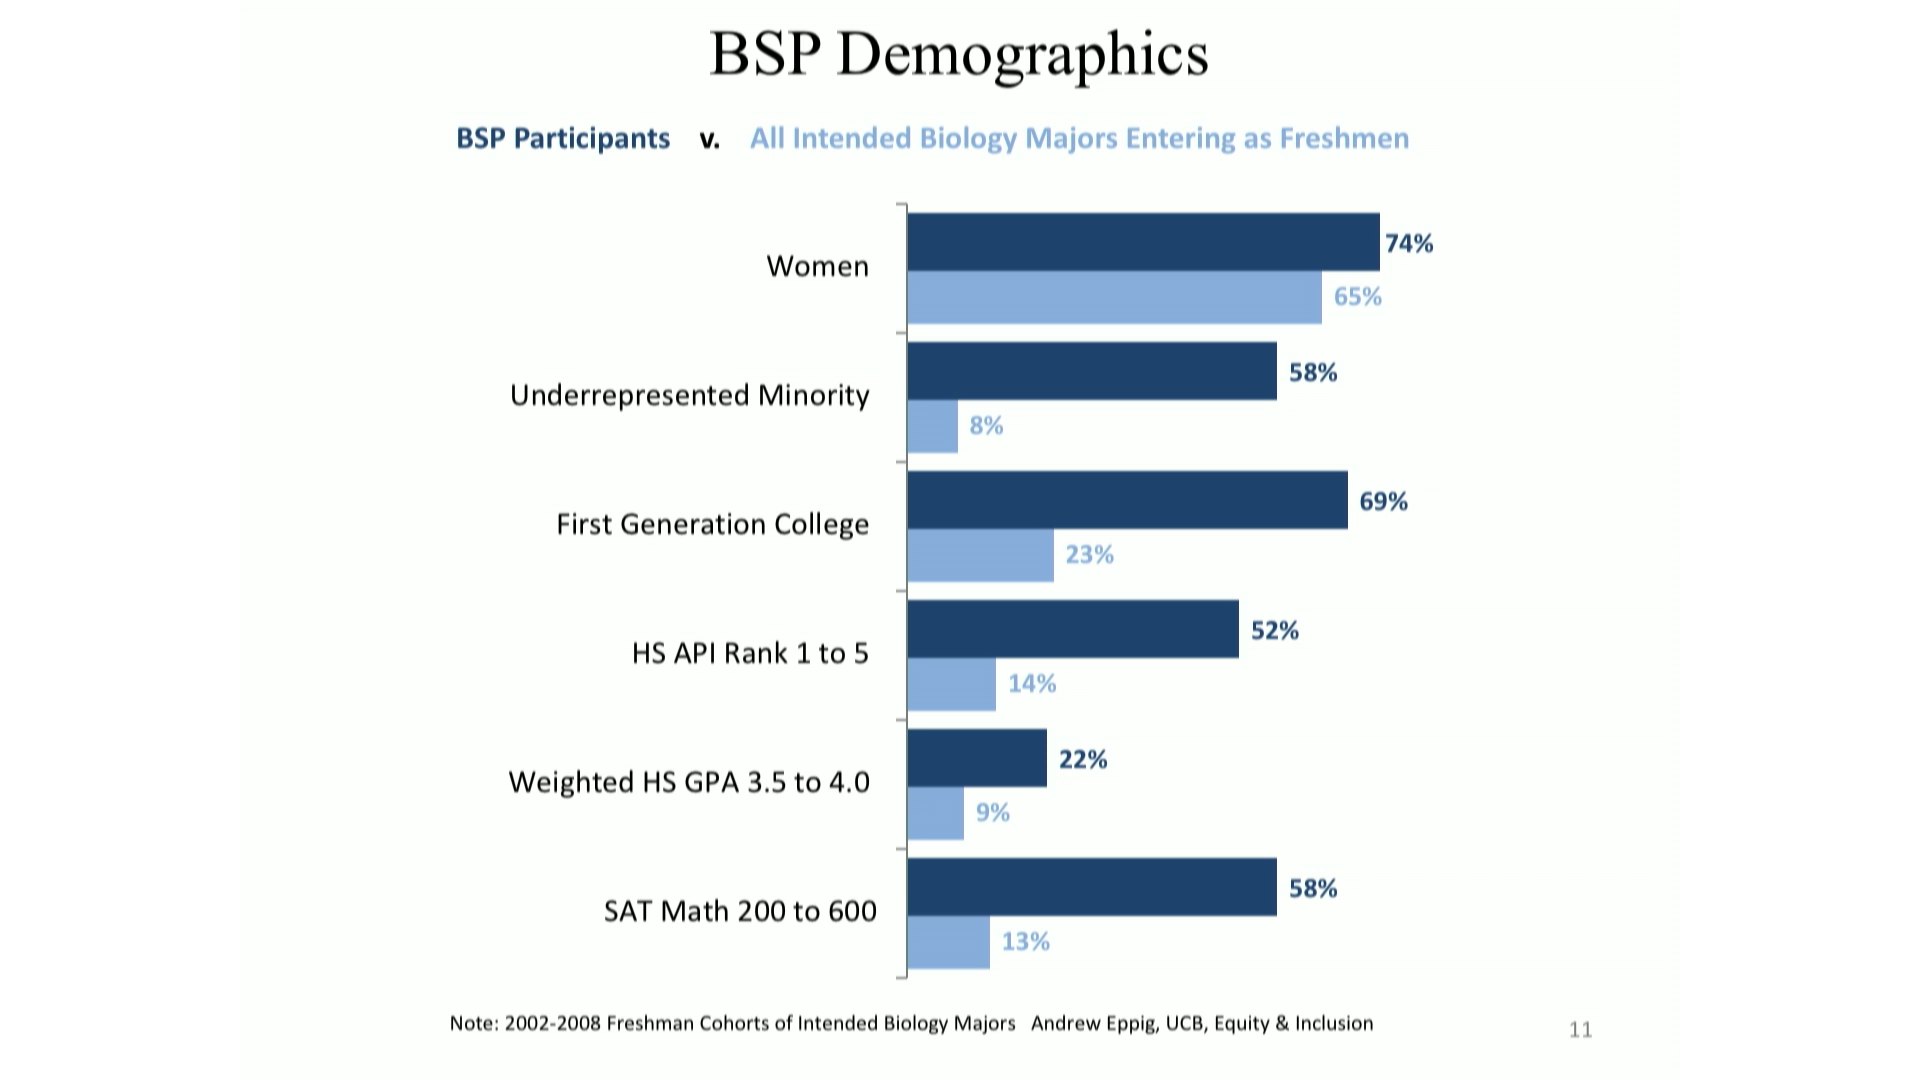 BSP Demographics
BSP Participants v. All Intended Biology Majors Entering as Freshmen
Women
74%
65%
Underrepresented Minority
58%
8%
First Generation College
69%
23%
HS API Rank 1 to 5
52%
14%
Weighted HS GPA 3.5 to 4.0
22%
9%
SAT Math 200 to 600
58%
13%
Note: 2002-2008 Freshman Cohorts of Intended Biology Majors Andrew Eppig, UCB, Equity & Inclusion
11